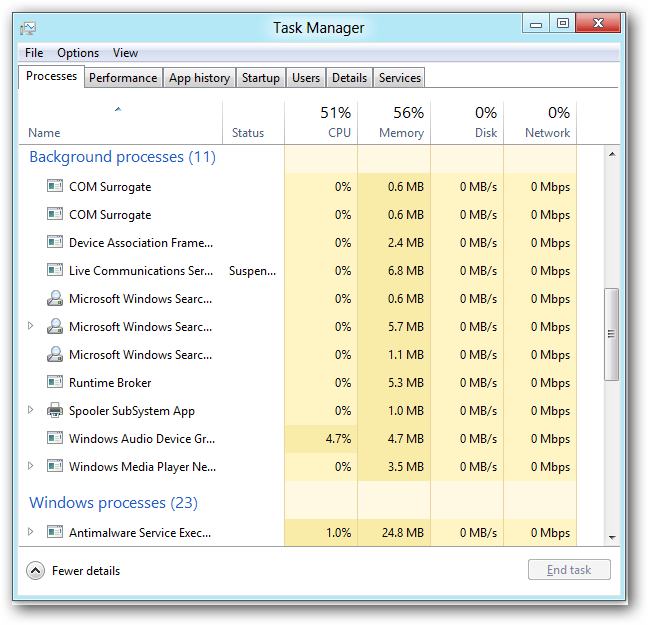 Task Manager
File Options View
Processes Performance App history Startup Users Details Services
51% 56% 0% 0%
Name Status CPU Memory Disk Network
Background processes (11)
COM Surrogate 0% 0.6 MB 0 MB/s 0 Mbps
COM Surrogate 0% 0.6 MB 0 MB/s 0 Mbps
Device Association Frame... 0% 2.4 MB 0 MB/s 0 Mbps
Live Communications Ser... Suspen... 0% 6.8 MB 0 MB/s 0 Mbps
Microsoft Windows Searc... 0% 0.6 MB 0 MB/s 0 Mbps
Microsoft Windows Searc... 0% 5.7 MB 0 MB/s 0 Mbps
Microsoft Windows Searc... 0% 1.1 MB 0 MB/s 0 Mbps
Runtime Broker 0% 5.3 MB 0 MB/s 0 Mbps
Spooler SubSystem App 0% 1.0 MB 0 MB/s 0 Mbps
Windows Audio Device Gr... 4.7% 4.7 MB 0 MB/s 0 Mbps
Windows Media Player Ne... 0% 3.5 MB 0 MB/s 0 Mbps
Windows processes (23)
Antimalware Service Exec... 1.0% 24.8 MB 0 MB/s 0 Mbps
Fewer details End task